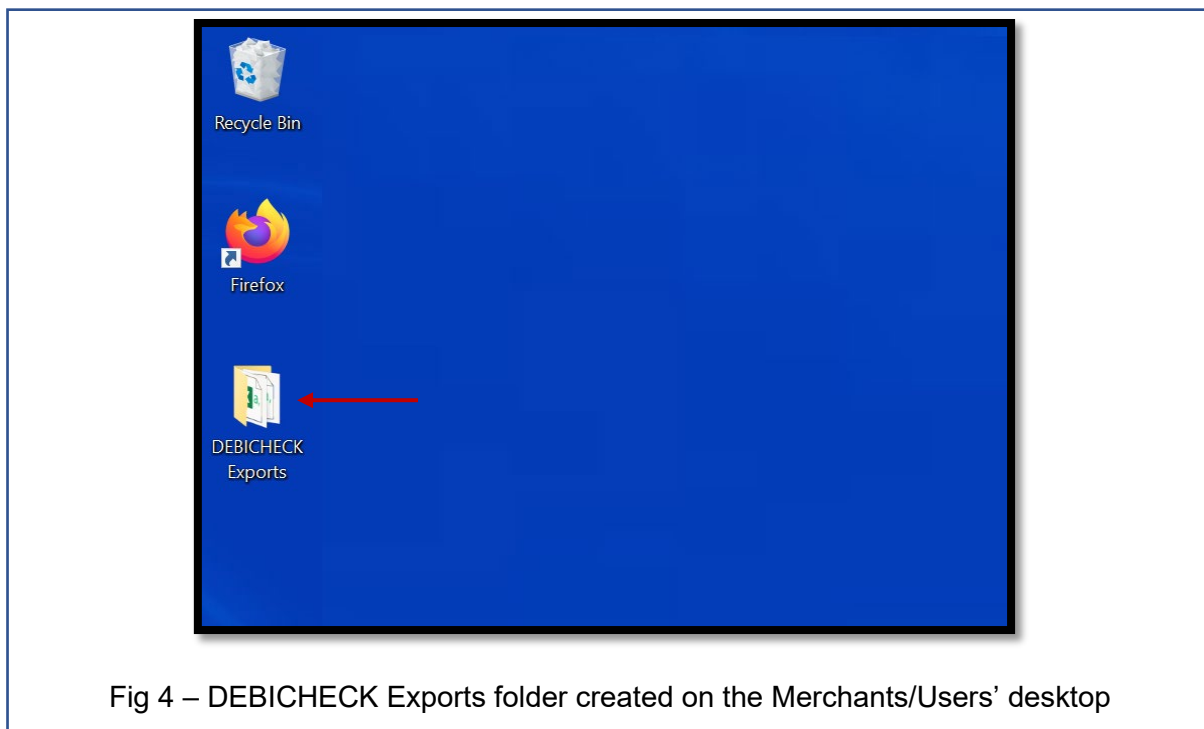 Recycle Bin
Firefox
DEBICHECK
Exports
Fig 4 – DEBICHECK Exports folder created on the Merchants/Users’ desktop